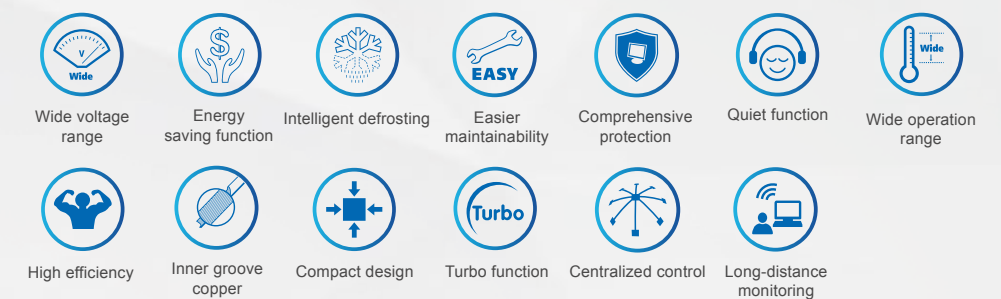 V
Wide
$
EASY
Wide
Wide voltage
range
Energy
saving function
Intelligent defrosting
Easier
maintainability
Comprehensive
protection
Quiet function
Wide operation
range
Turbo
High efficiency
Inner groove
copper
Compact design
Turbo function
Centralized control
Long-distance
monitoring